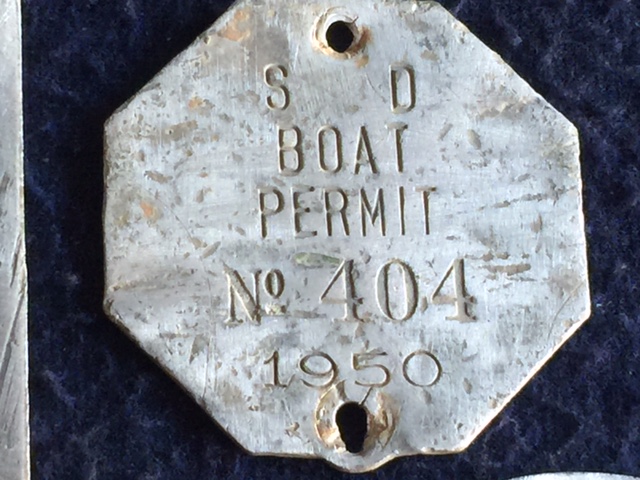 S D
BOAT
PERMIT
No 404
1950